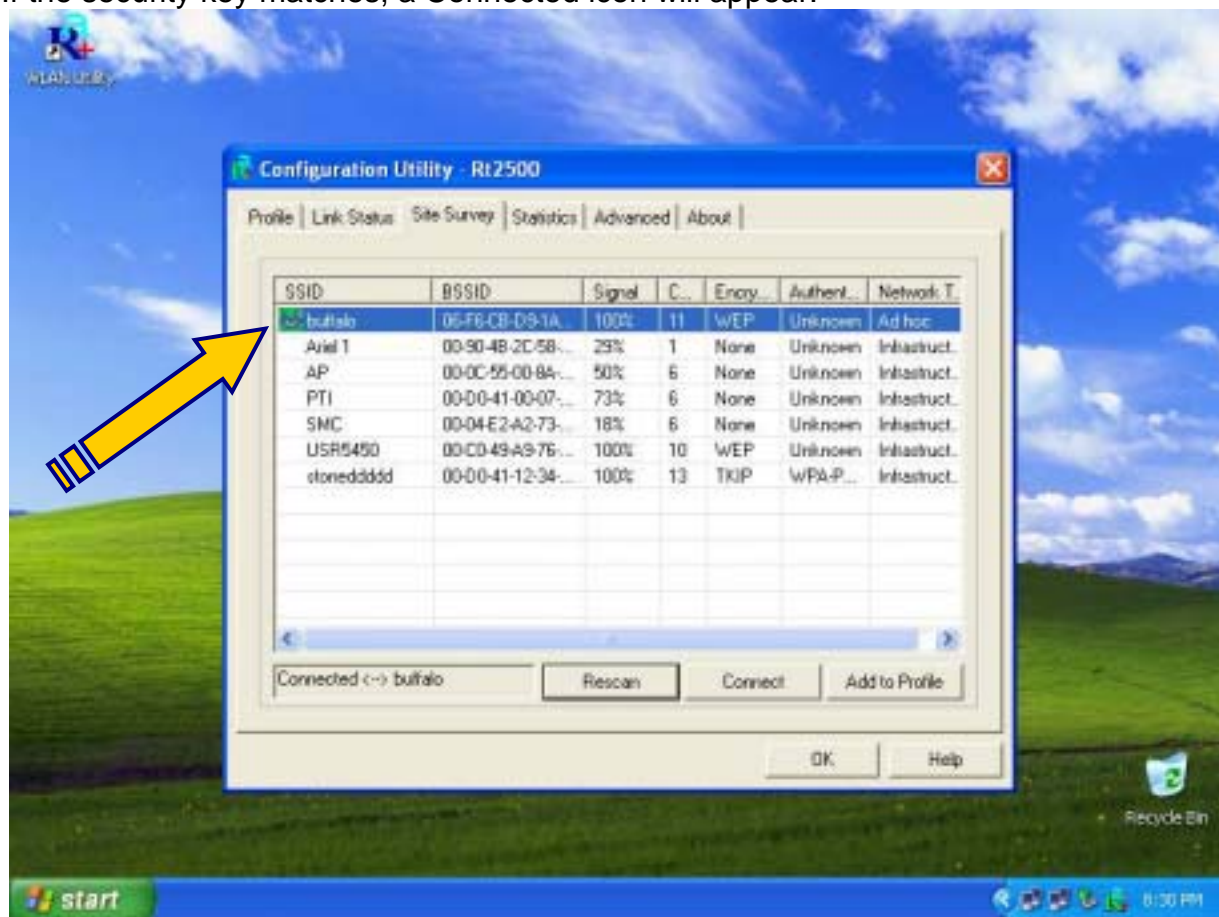 If the security key matches, a Connected icon will appear.
WLAN Utility
Configuration Utility - Rt2500
Profile Link Status Site Survey Statistics Advanced About
SSID BSSID Signal C... Encry... Authent... Network T...
buffalo 06-F6-CB-D9-1A... 100% 11 WEP Unknown Ad hoc
Ariel 1 00-90-4B-2C-58-... 29% 1 None Unknown Infrastruct...
AP 00-0C-55-00-8A-... 50% 6 None Unknown Infrastruct...
PTI 00-D0-41-00-07-... 73% 6 None Unknown Infrastruct...
SMC 00-04-E2-A2-73-... 18% 6 None Unknown Infrastruct...
USR5450 00-C0-49-A9-76-... 100% 10 WEP Unknown Infrastruct...
stoneddddd 00-D0-41-12-34-... 100% 13 TKIP WPA-P... Infrastruct...
Connected <--> buffalo Rescan Connect Add to Profile
OK Help
Recycle Bin
start 8:30 PM